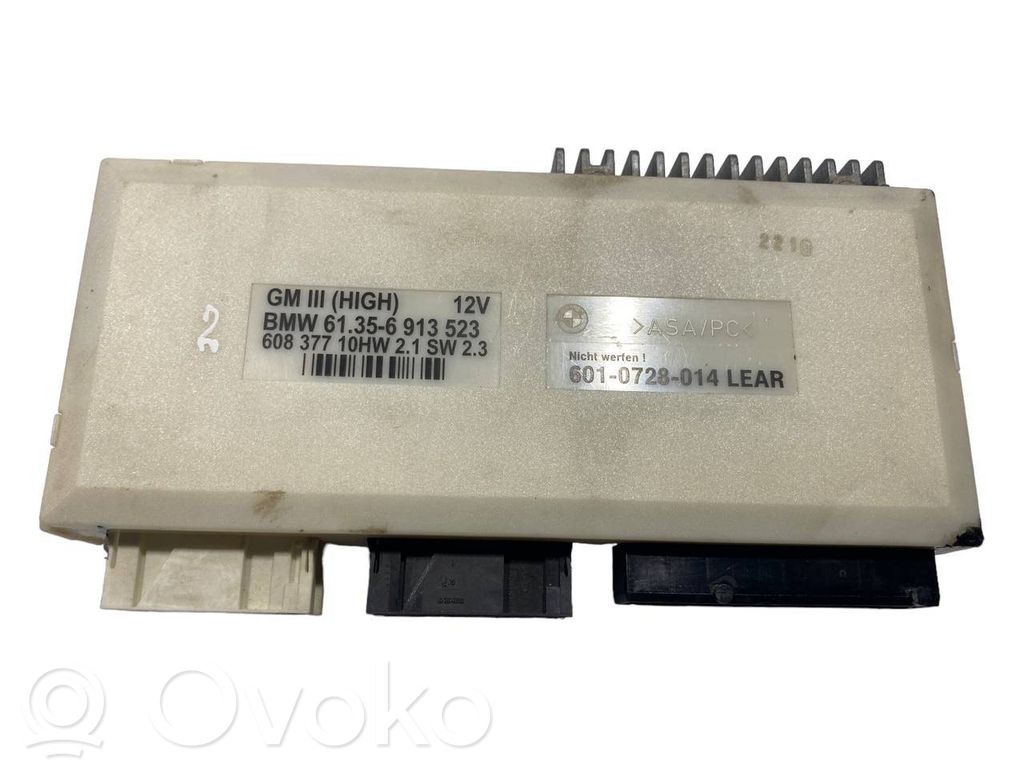 2210
GM III (HIGH) 12V
BMW 61.35-6 913 523
608 377 10HW 2.1 SW 2.3
>ASA/PC<
Nicht werfen !
601-0728-014 LEAR
2
Ovoko